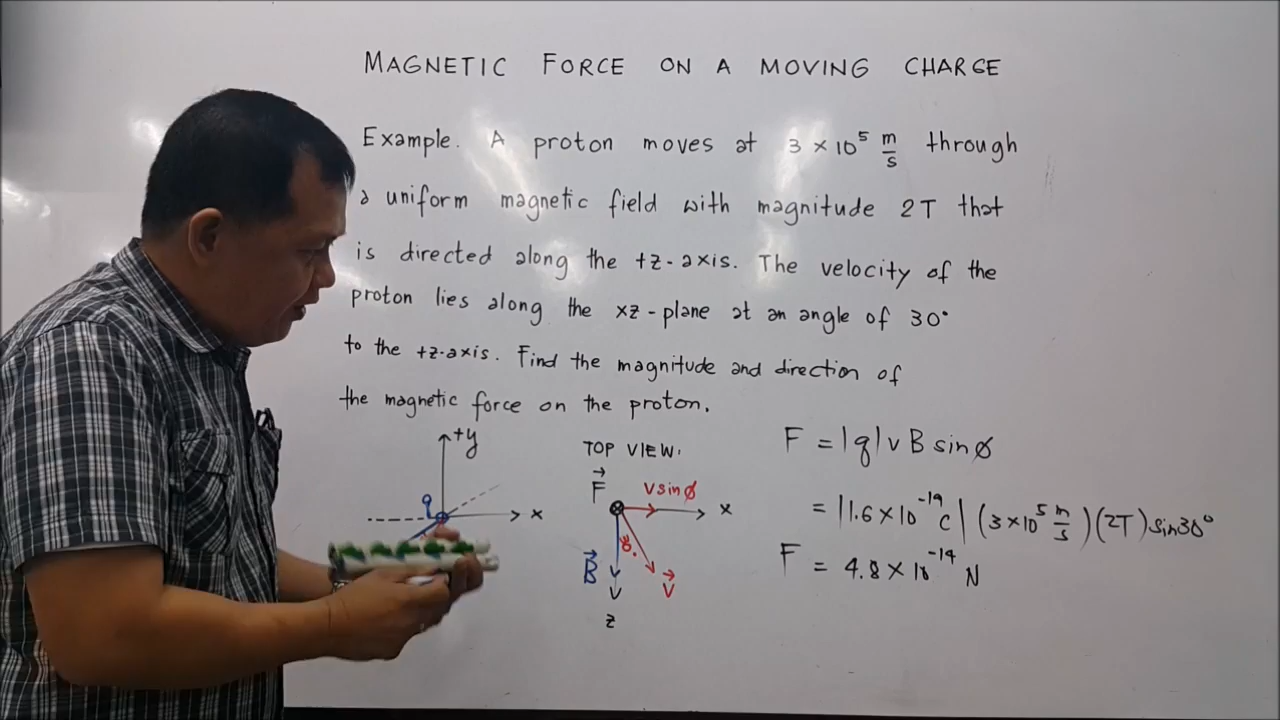 MAGNETIC FORCE ON A MOVING CHARGE
Example. A proton moves at 3 × 10⁵ m/s through
a uniform magnetic field with magnitude 2T that
is directed along the +z-axis. The velocity of the
proton lies along the xz-plane at an angle of 30°
to the +z-axis. Find the magnitude and direction of
the magnetic force on the proton.
+y
q
x
TOP VIEW.
F⃗
v sin ϕ
x
B⃗
v⃗
z
F = |q| v B sin ϕ
= |1.6 × 10⁻¹⁹ C| (3 × 10⁵ m/s)(2T) sin 30°
F = 4.8 × 10⁻¹⁴ N